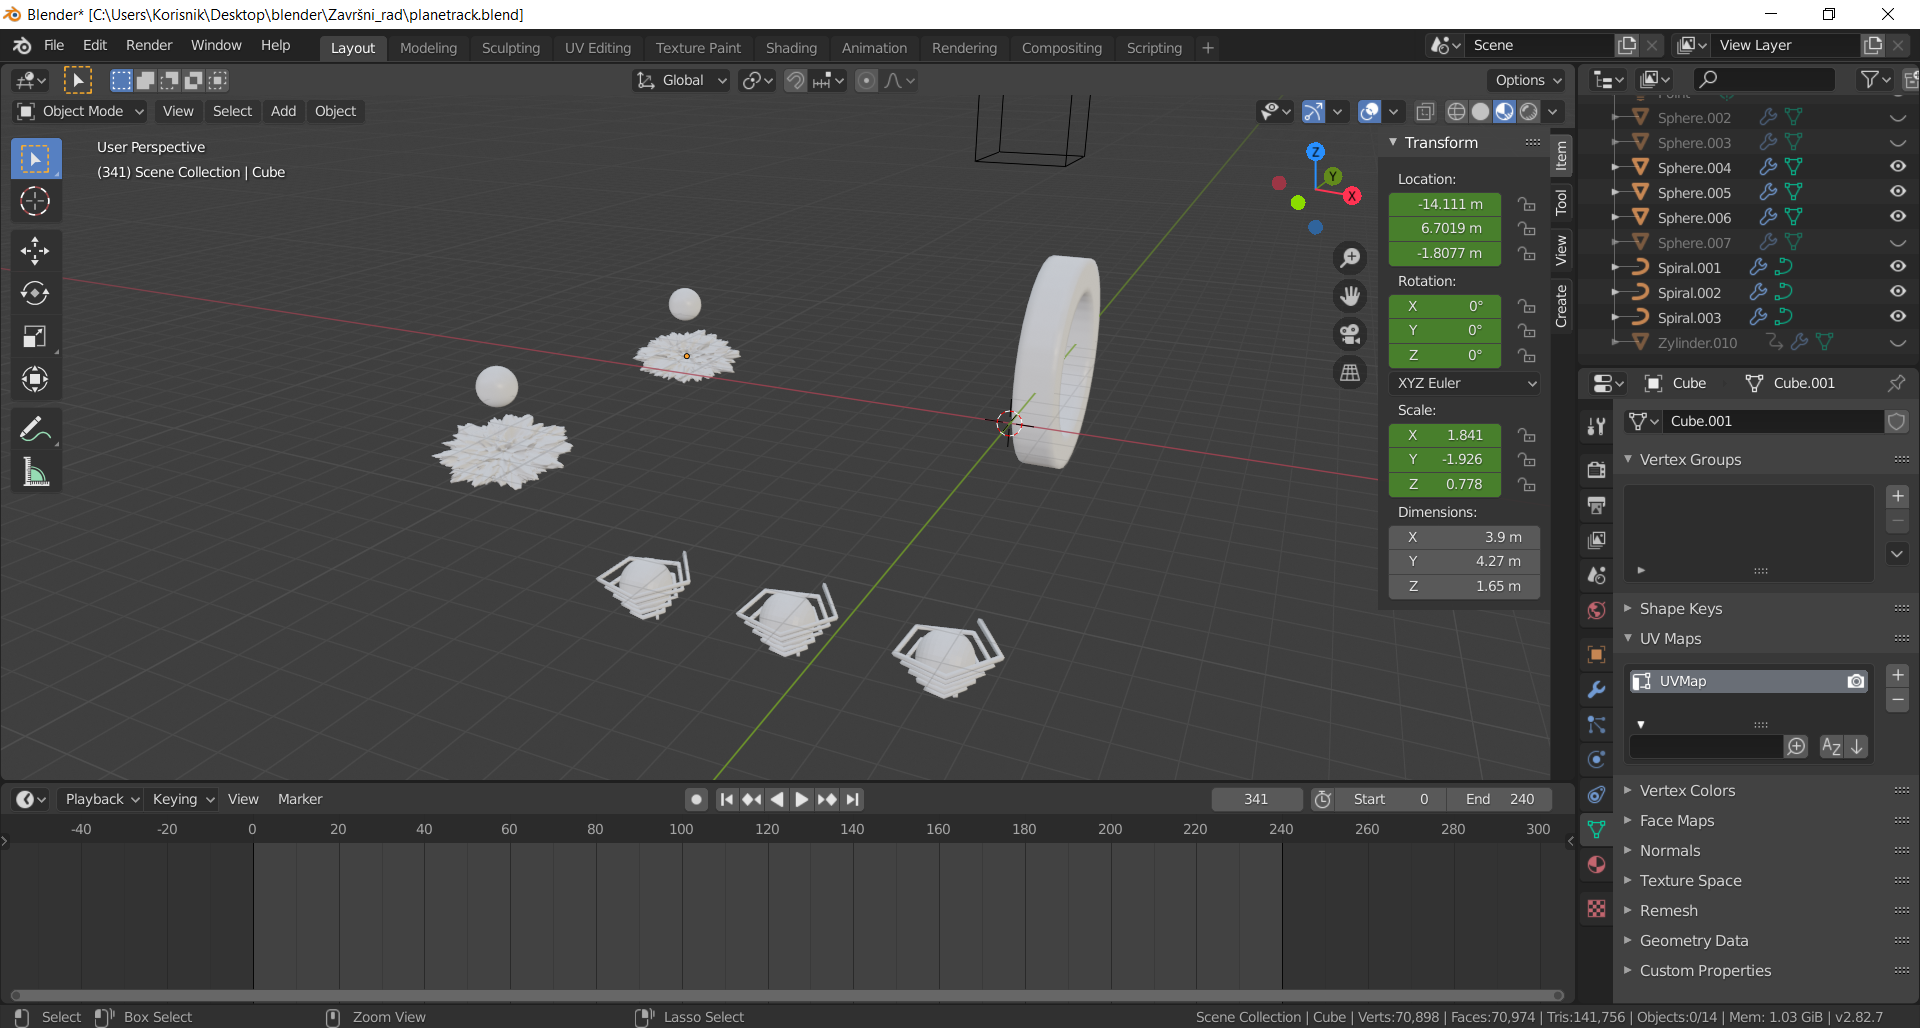 Blender* [C:\Users\Korisnik\Desktop\blender\Završni_rad\planetrack.blend]
File Edit Render Window Help
Layout Modeling Sculpting UV Editing Texture Paint Shading Animation Rendering Compositing Scripting +
Scene
View Layer
Global
Options
Object Mode View Select Add Object
User Perspective
(341) Scene Collection | Cube
Z
Y
X
Transform
Location:
-14.111 m
6.7019 m
-1.8077 m
Rotation:
X 0°
Y 0°
Z 0°
XYZ Euler
Scale:
X 1.841
Y -1.926
Z 0.778
Dimensions:
X 3.9 m
Y 4.27 m
Z 1.65 m
Item
Tool
View
Create
Point
Sphere.002
Sphere.003
Sphere.004
Sphere.005
Sphere.006
Sphere.007
Spiral.001
Spiral.002
Spiral.003
Zylinder.010
Cube Cube.001
Cube.001
Vertex Groups
Shape Keys
UV Maps
UVMap
Vertex Colors
Face Maps
Normals
Texture Space
Remesh
Geometry Data
Custom Properties
Playback Keying View Marker
341
Start 0
End 240
-40 -20 0 20 40 60 80 100 120 140 160 180 200 220 240 260 280 300
Select Box Select Zoom View Lasso Select
Scene Collection | Cube | Verts:70,898 | Faces:70,974 | Tris:141,756 | Objects:0/14 | Mem: 1.03 GiB | v2.82.7